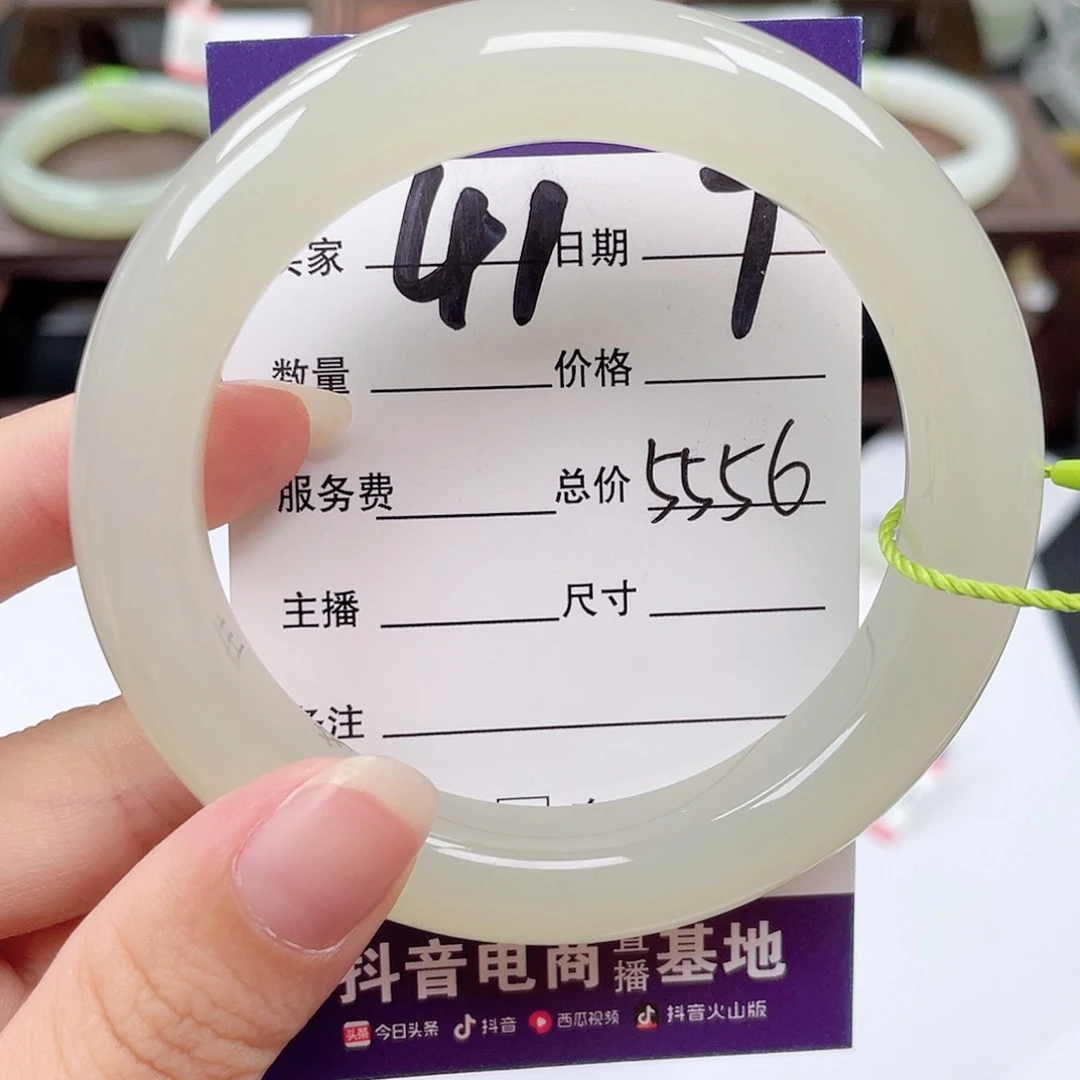 家 41 日期 7
数量 价格
服务费 总价 5556
主播 尺寸
注
抖音电商直播基地
头条 今日头条 抖音 西瓜视频 抖音火山版